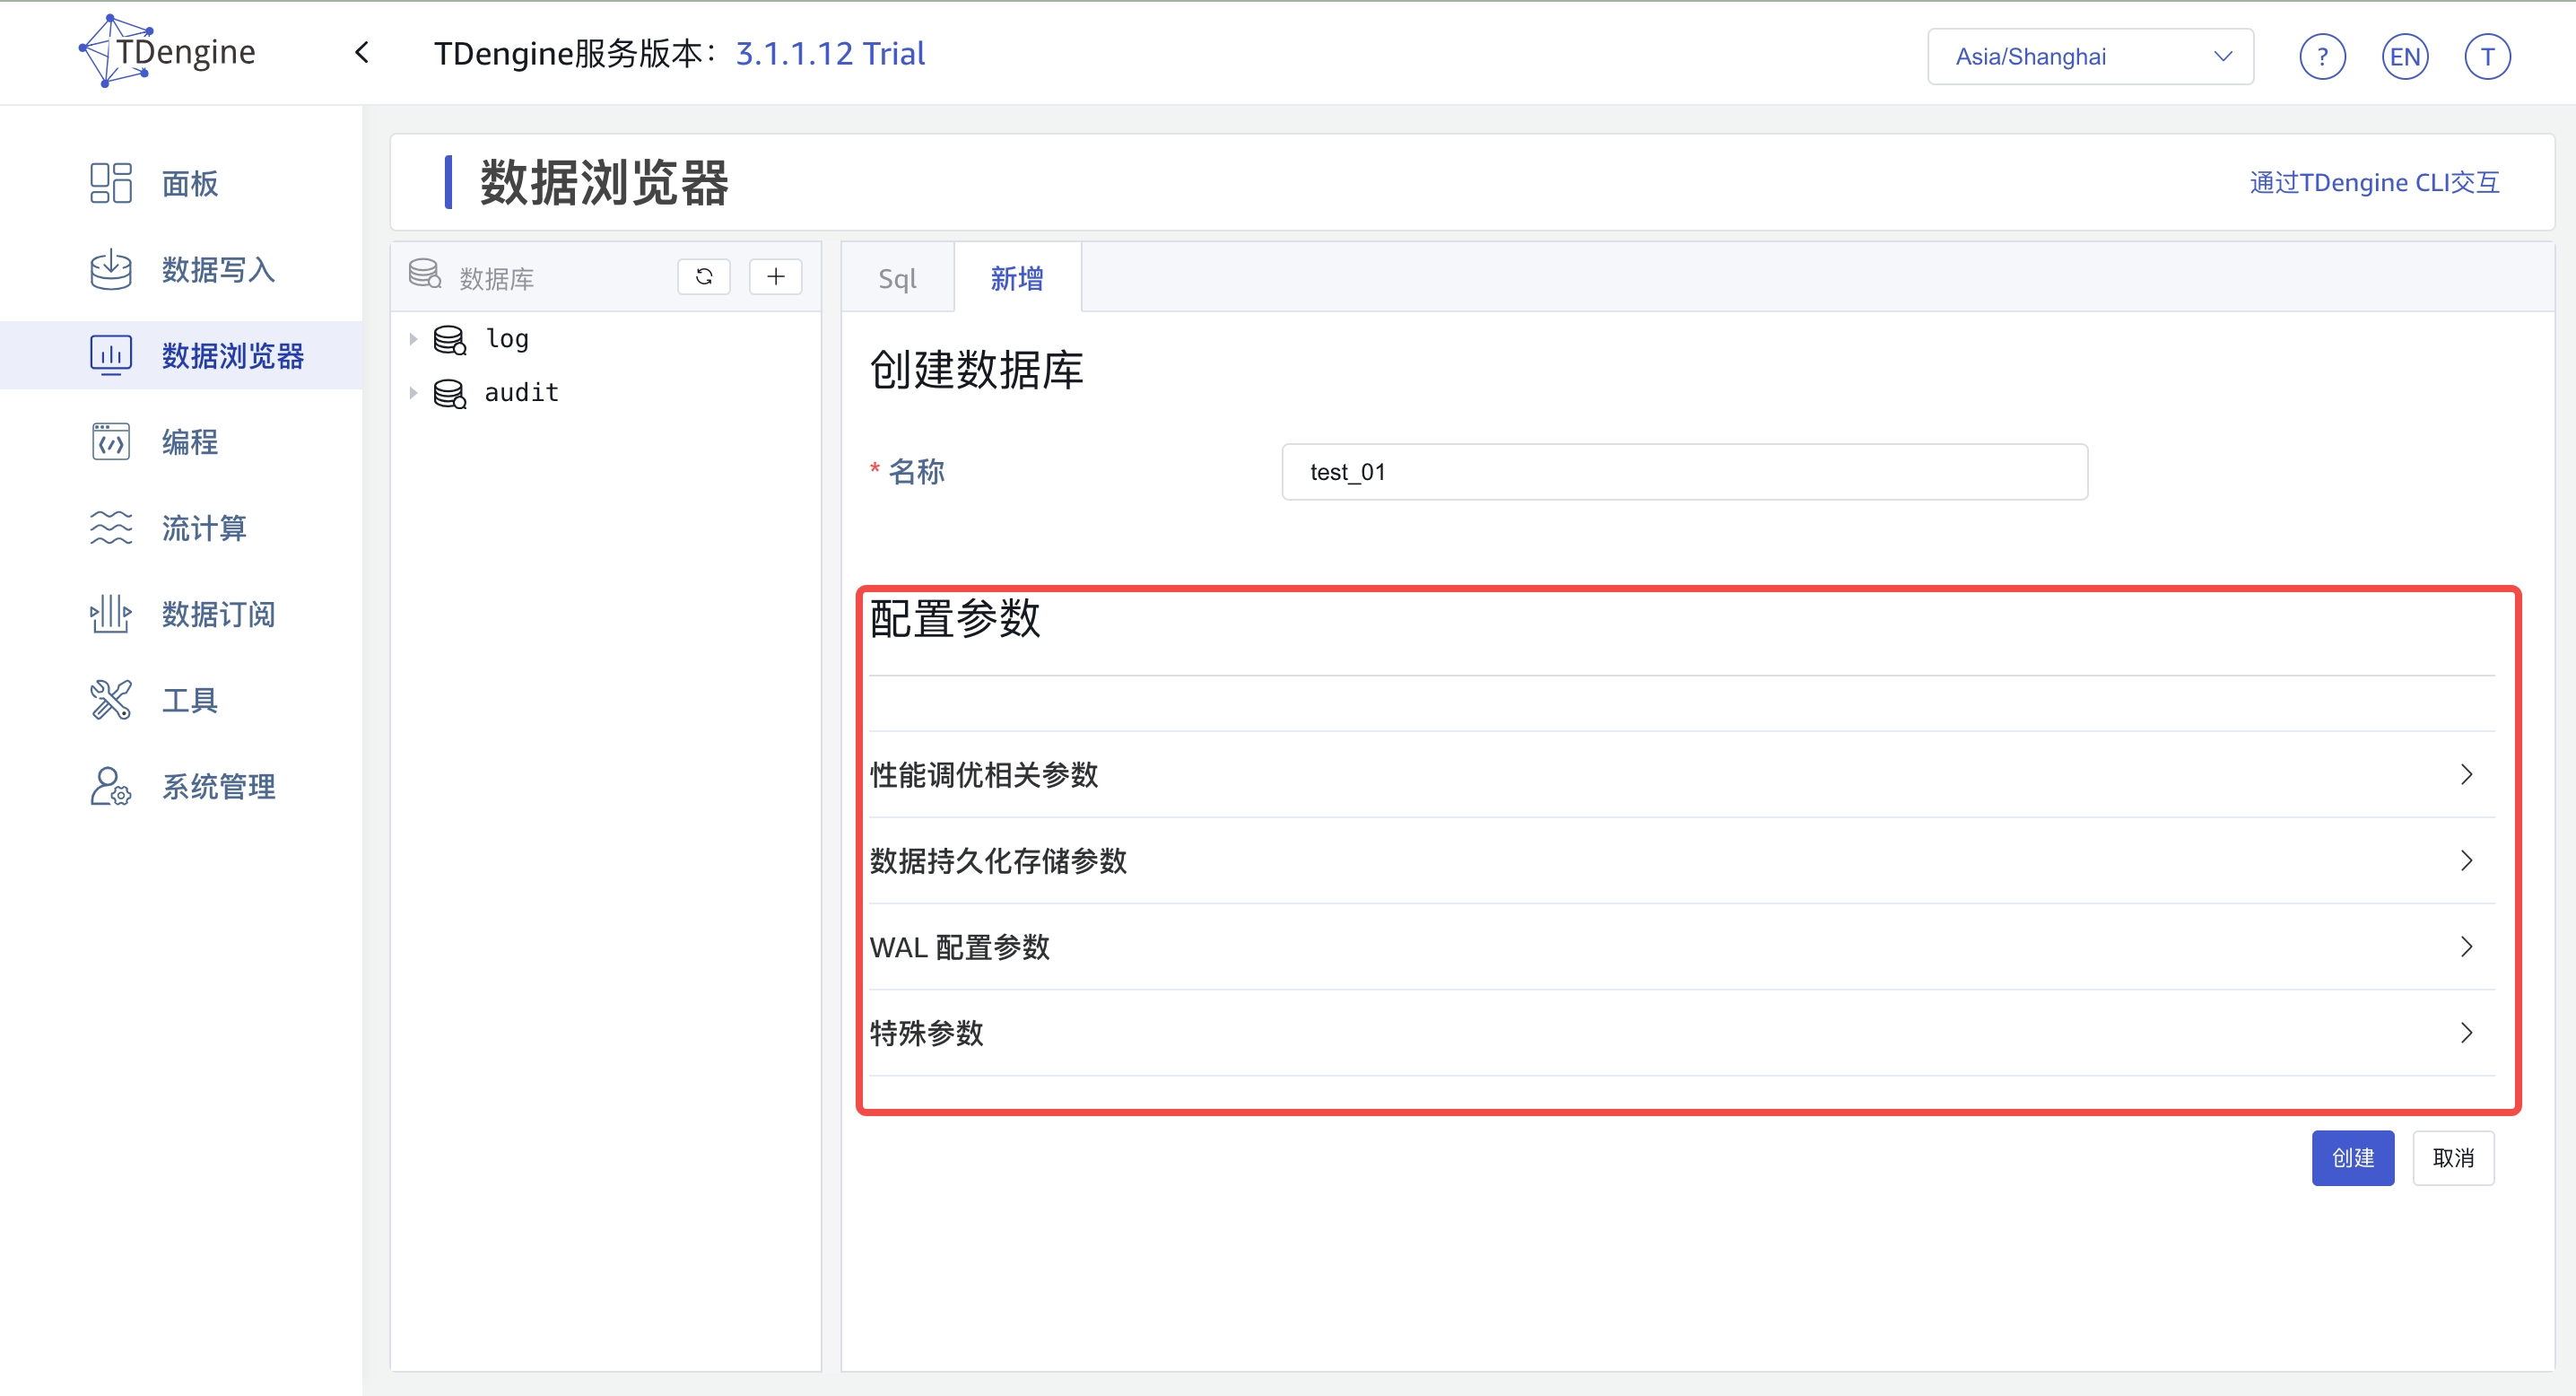 TDengine
TDengine服务版本：3.1.1.12 Trial
Asia/Shanghai
?
EN
T
面板
数据写入
数据浏览器
编程
流计算
数据订阅
工具
系统管理
数据浏览器
通过TDengine CLI交互
数据库
log
audit
Sql
新增
创建数据库
* 名称
test_01
配置参数
性能调优相关参数
数据持久化存储参数
WAL 配置参数
特殊参数
创建
取消